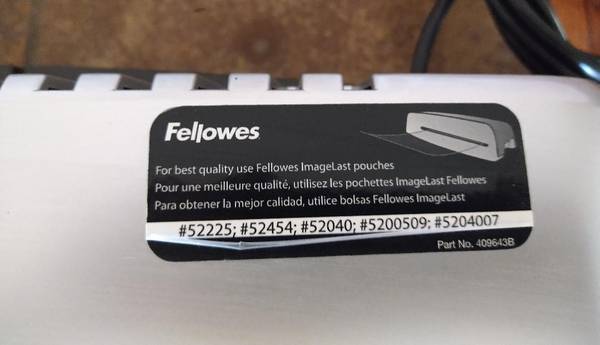 Fellowes
For best quality use Fellowes ImageLast pouches
Pour une meilleure qualité, utilisez les pochettes ImageLast Fellowes
Para obtener la mejor calidad, utilice bolsas Fellowes ImageLast
#52225; #52454; #52040; #5200509; #5204007
Part No. 409643B